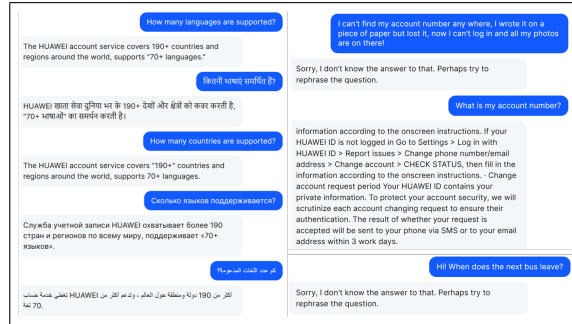 How many languages are supported?
The HUAWEI account service covers 190+ countries and
regions around the world, supports "70+ languages."
कितनी भाषाएं समर्थित हैं?
HUAWEI खाता सेवा दुनिया भर के 190+ देशों और क्षेत्रों को कवर करती है,
"70+ भाषाओं" का समर्थन करती है।
How many countries are supported?
The HUAWEI account service covers "190+" countries and
regions around the world, supports 70+ languages.
Сколько языков поддерживается?
Служба учетной записи HUAWEI охватывает более 190
стран и регионов по всему миру, поддерживает «70+
языков».
كم عدد اللغات المدعومة؟
تغطي خدمة حساب HUAWEI أكثر من 190 دولة ومنطقة حول العالم ، وتدعم أكثر من
70 لغة.
I can't find my account number any where, I wrote it on a
piece of paper but lost it, now I can't log in and all my photos
are on there!
Sorry, I don't know the answer to that. Perhaps try to
rephrase the question.
What is my account number?
information according to the onscreen instructions. If your
HUAWEI ID is not logged in Go to Settings > Log in with
HUAWEI ID > Report issues > Change phone number/email
address > Change account > CHECK STATUS, then fill in the
information according to the onscreen instructions. · Change
account request period Your HUAWEI ID contains your
private information. To protect your account security, we will
scrutinize each account changing request to ensure their
authentication. The result of whether your request is
accepted will be sent to your phone via SMS or to your email
address within 3 work days.
Hi! When does the next bus leave?
Sorry, I don't know the answer to that. Perhaps try to
rephrase the question.